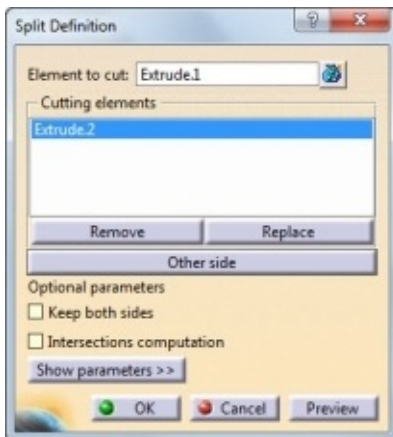 Split Definition
Element to cut: Extrude.1
Cutting elements
Extrude.2
Remove Replace
Other side
Optional parameters
Keep both sides
Intersections computation
Show parameters >>
OK Cancel Preview